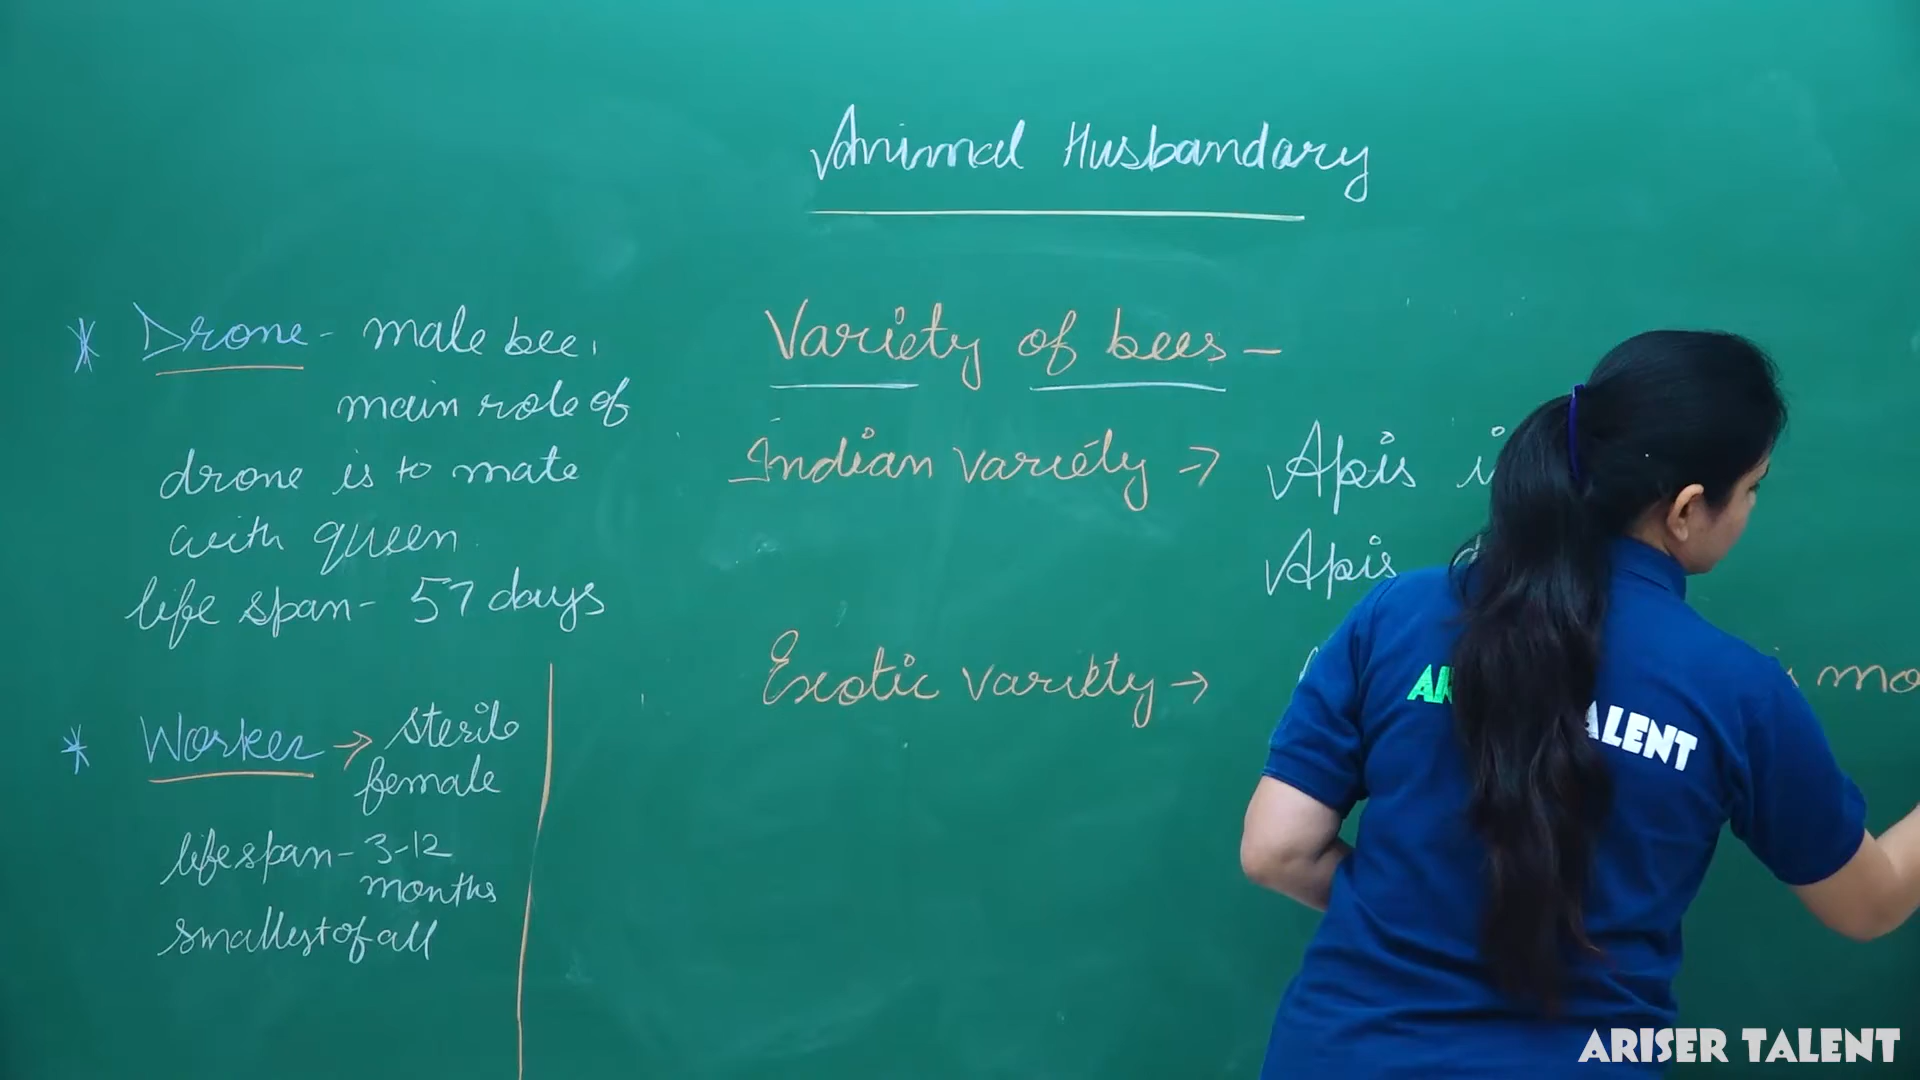 Animal Husbandary
* Drone - male bee,
main role of
drone is to mate
with queen.
life span - 57 days
* Worker → sterile
female
lifespan - 3-12
months
smallest of all
Variety of bees -
Indian variety → Apis
Apis
Exotic variety →
ALENT
ARISER TALENT